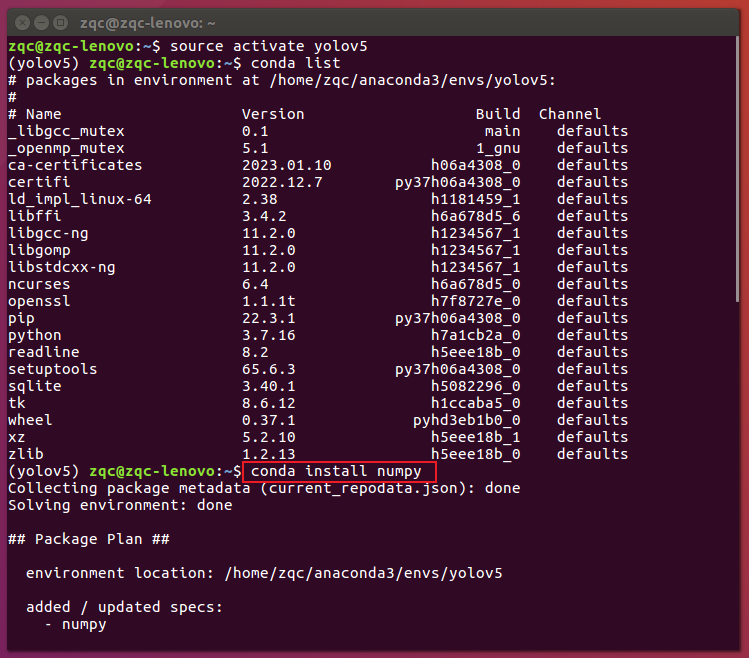 zqc@zqc-lenovo: ~
zqc@zqc-lenovo:~$ source activate yolov5
(yolov5) zqc@zqc-lenovo:~$ conda list
# packages in environment at /home/zqc/anaconda3/envs/yolov5:
#
# Name                    Version                   Build  Channel
_libgcc_mutex             0.1                        main    defaults
_openmp_mutex             5.1                       1_gnu    defaults
ca-certificates           2023.01.10           h06a4308_0    defaults
certifi                   2022.12.7        py37h06a4308_0    defaults
ld_impl_linux-64          2.38                 h1181459_1    defaults
libffi                    3.4.2                h6a678d5_6    defaults
libgcc-ng                 11.2.0               h1234567_1    defaults
libgomp                   11.2.0               h1234567_1    defaults
libstdcxx-ng              11.2.0               h1234567_1    defaults
ncurses                   6.4                  h6a678d5_0    defaults
openssl                   1.1.1t               h7f8727e_0    defaults
pip                       22.3.1           py37h06a4308_0    defaults
python                    3.7.16               h7a1cb2a_0    defaults
readline                  8.2                  h5eee18b_0    defaults
setuptools                65.6.3           py37h06a4308_0    defaults
sqlite                    3.40.1               h5082296_0    defaults
tk                        8.6.12               h1ccaba5_0    defaults
wheel                     0.37.1             pyhd3eb1b0_0    defaults
xz                        5.2.10               h5eee18b_1    defaults
zlib                      1.2.13               h5eee18b_0    defaults
(yolov5) zqc@zqc-lenovo:~$ conda install numpy
Collecting package metadata (current_repodata.json): done
Solving environment: done
## Package Plan ##
environment location: /home/zqc/anaconda3/envs/yolov5
added / updated specs:
- numpy